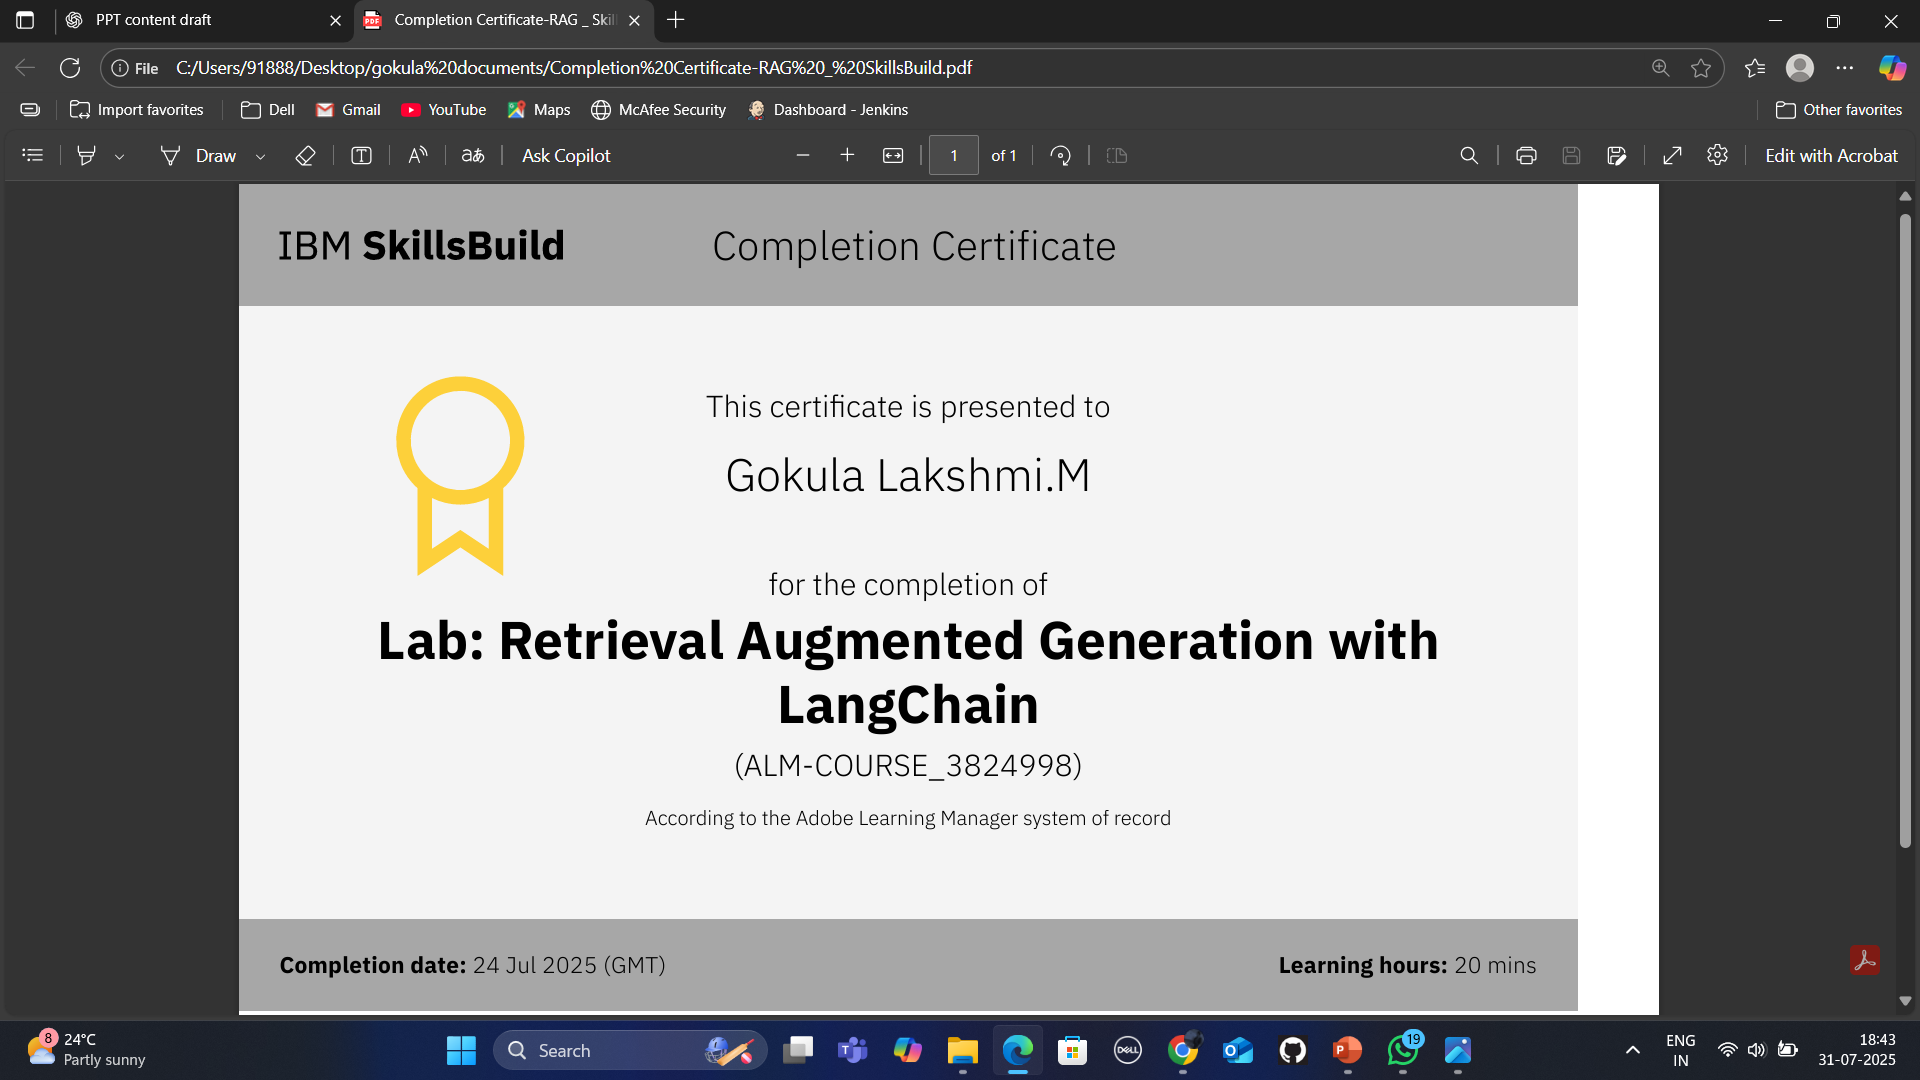 PPT content draft
Completion Certificate-RAG _ Skil
File
C:/Users/91888/Desktop/gokula%20documents/Completion%20Certificate-RAG%20_%20SkillsBuild.pdf
Import favorites
Dell
Gmail
YouTube
Maps
McAfee Security
Dashboard - Jenkins
Other favorites
Draw
aあ
Ask Copilot
1 of 1
Edit with Acrobat
IBM SkillsBuild
Completion Certificate
This certificate is presented to
Gokula Lakshmi.M
for the completion of
Lab: Retrieval Augmented Generation with
LangChain
(ALM-COURSE_3824998)
According to the Adobe Learning Manager system of record
Completion date: 24 Jul 2025 (GMT)
Learning hours: 20 mins
8
24°C
Partly sunny
Search
DELL
19
ENG
IN
18:43
31-07-2025